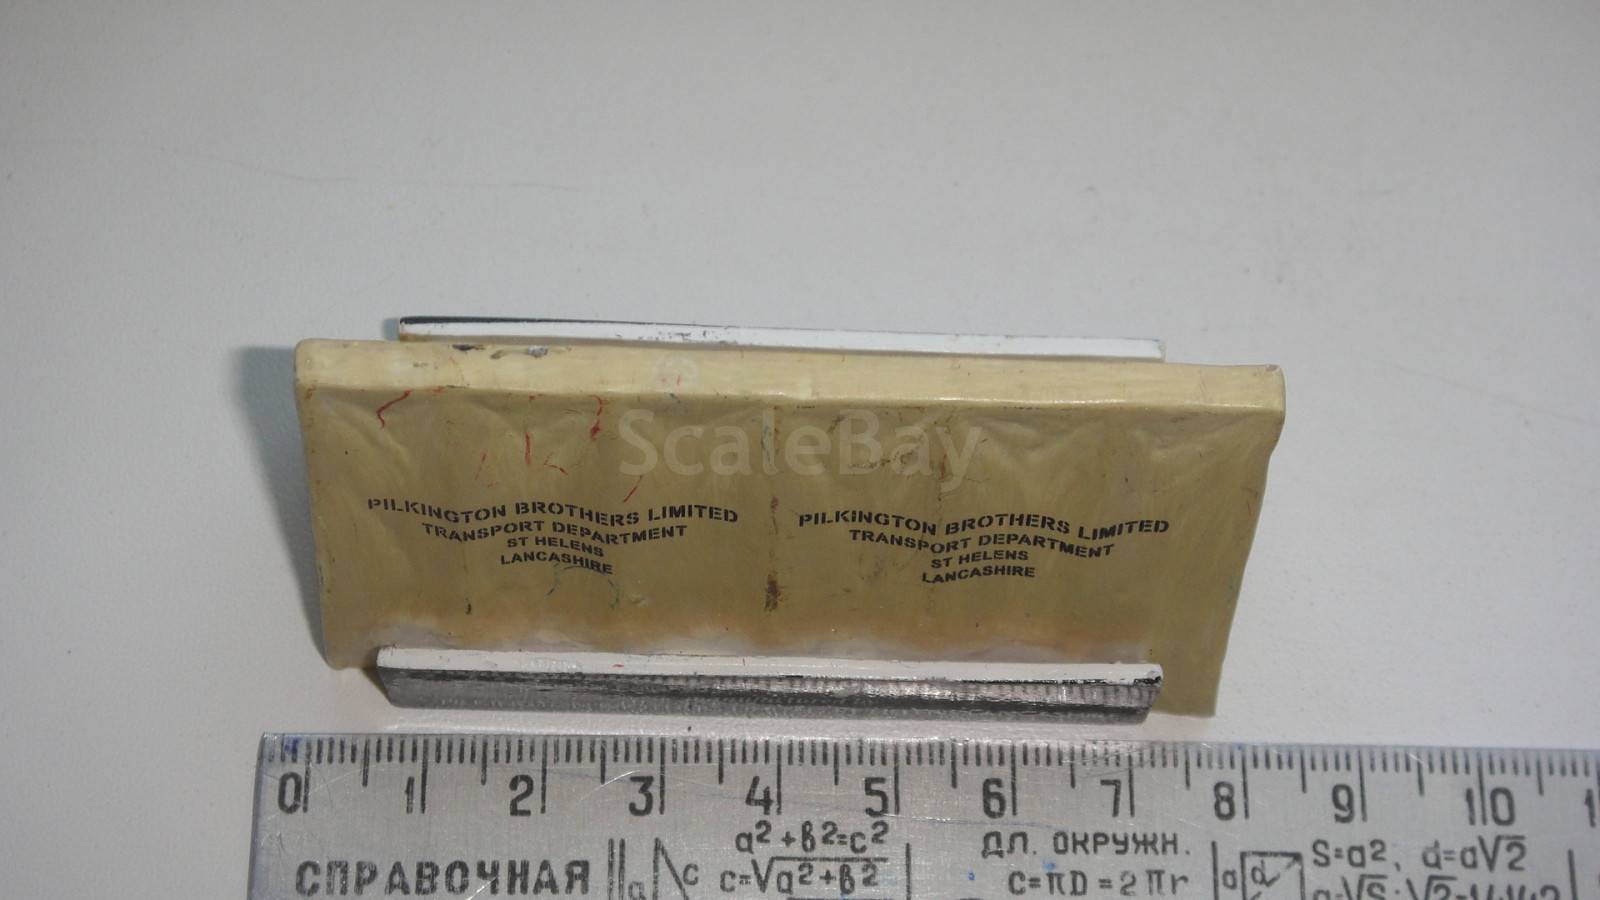 ScaleBay
PILKINGTON BROTHERS LIMITED
TRANSPORT DEPARTMENT
ST HELENS
LANCASHIRE
PILKINGTON BROTHERS LIMITED
TRANSPORT DEPARTMENT
ST HELENS
LANCASHIRE
0 1 2 3 4 5 6 7 8 9 10
СПРАВОЧНАЯ
a
c
a²+в²=c²
c=√a²+в²
ДЛ. ОКРУЖН.
C=πD=2πr
a d
S=a², d=a√2